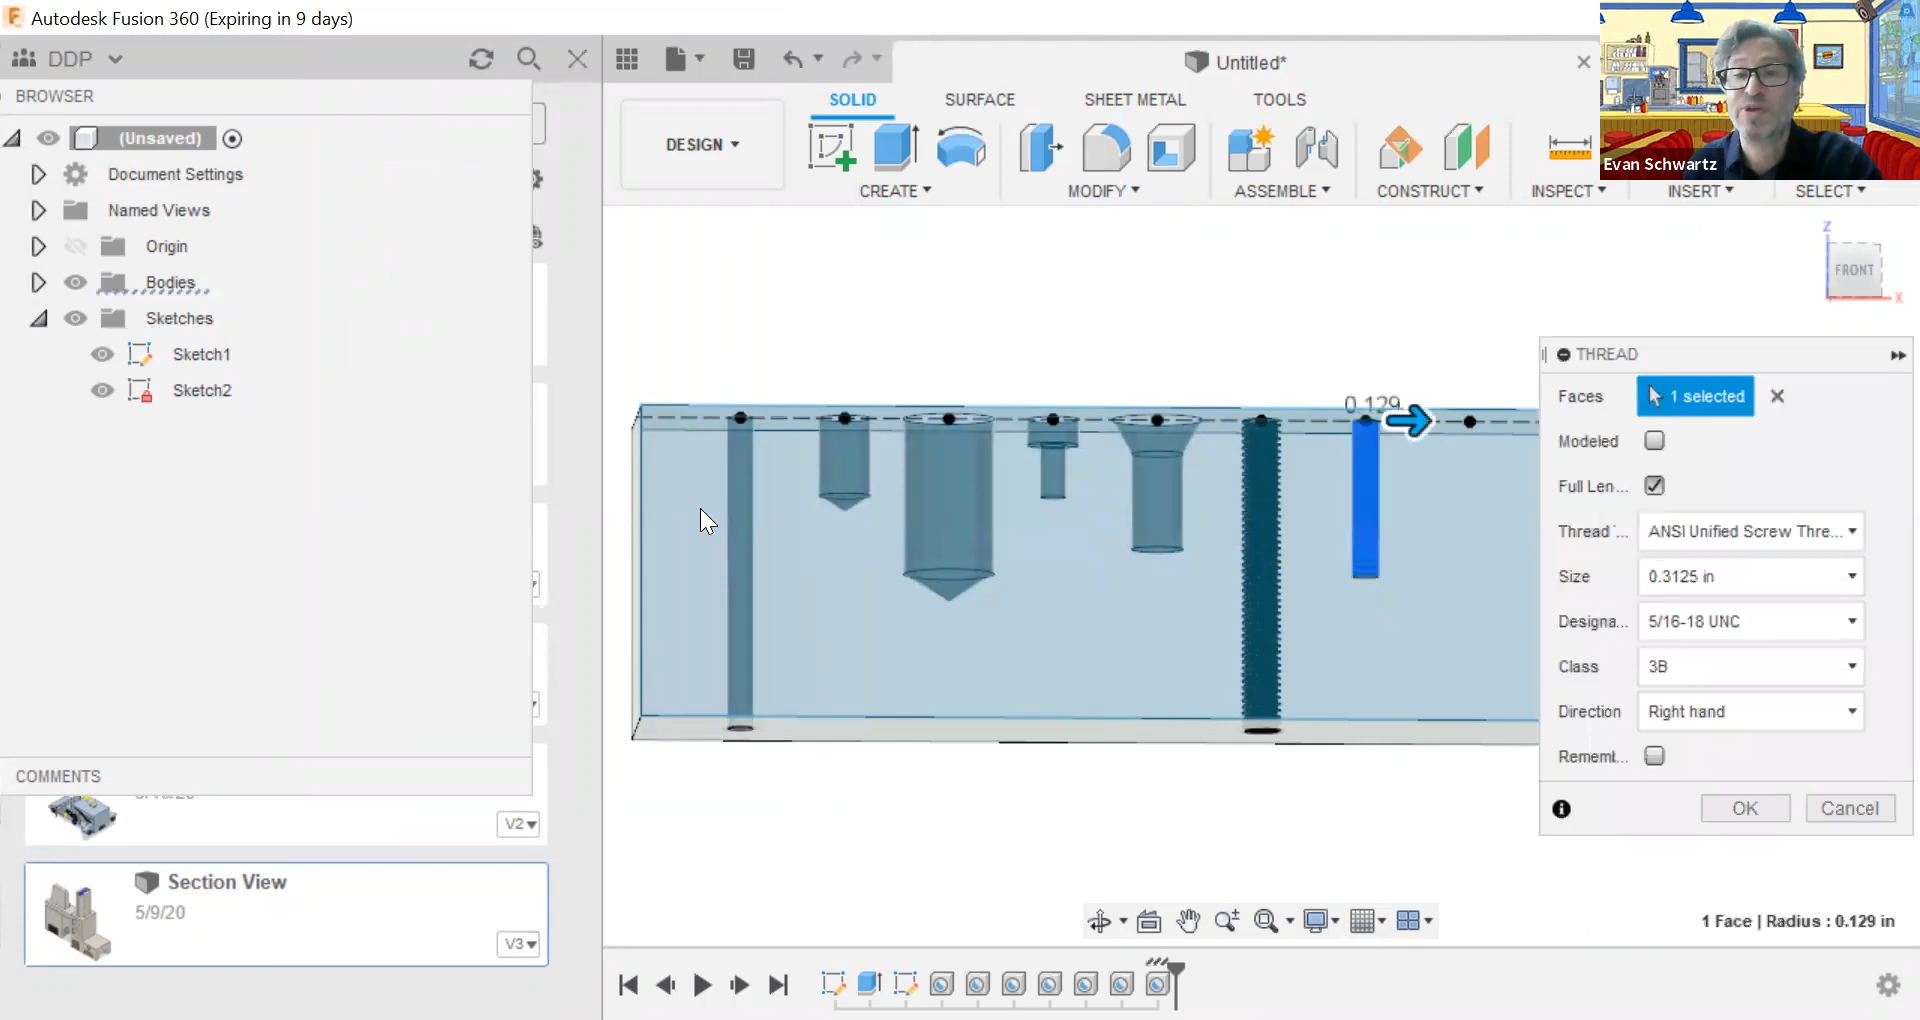 Autodesk Fusion 360 (Expiring in 9 days)
DDP
Untitled*
BROWSER
(Unsaved)
Document Settings
Named Views
Origin
Bodies
Sketches
Sketch1
Sketch2
COMMENTS
V2
Section View
5/9/20
V3
SOLID SURFACE SHEET METAL TOOLS
DESIGN
CREATE MODIFY ASSEMBLE CONSTRUCT INSPECT INSERT SELECT
Evan Schwartz
Z
FRONT
X
0.129
THREAD
Faces 1 selected
Modeled
Full Len...
Thread ... ANSI Unified Screw Thre...
Size 0.3125 in
Designa... 5/16-18 UNC
Class 3B
Direction Right hand
Rememt...
OK Cancel
1 Face | Radius : 0.129 in